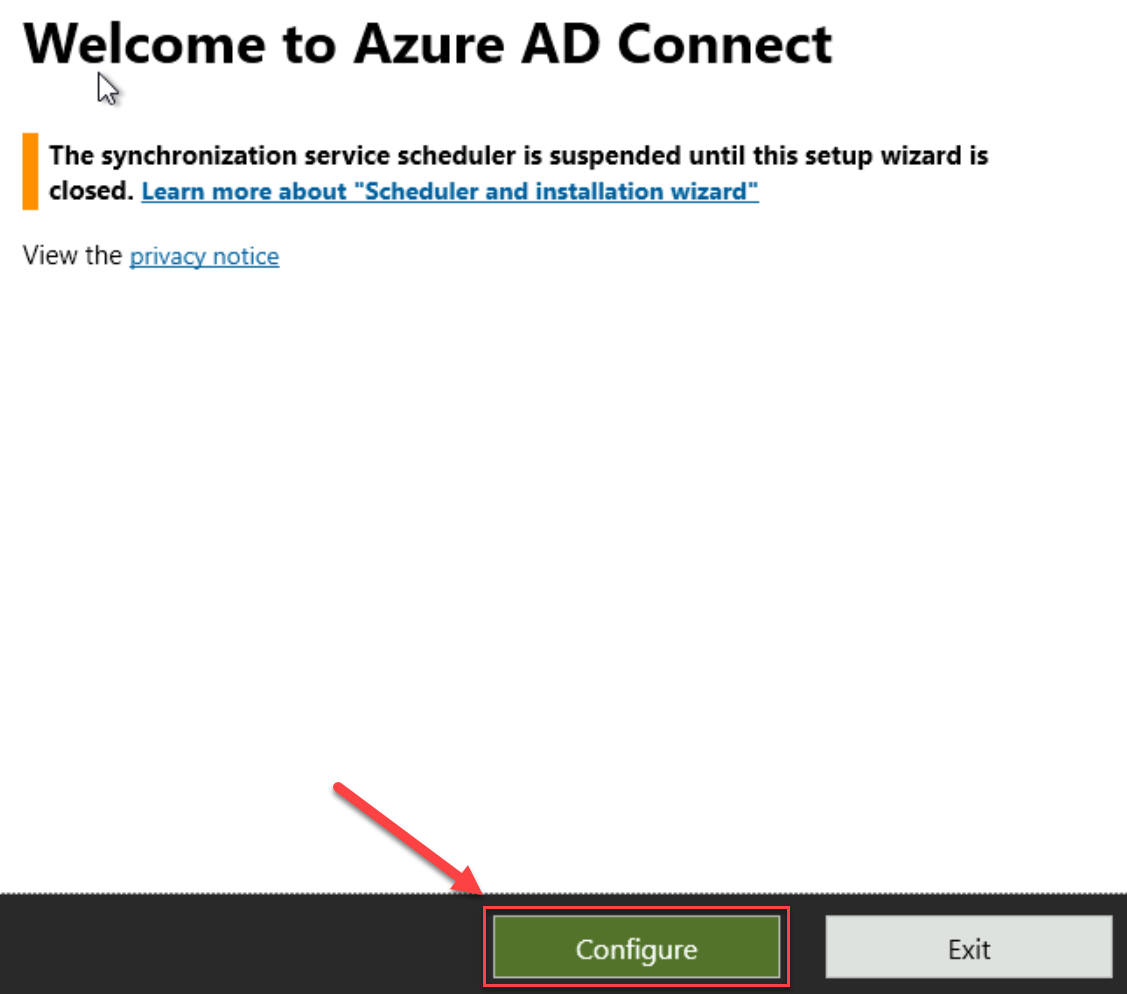 Welcome to Azure AD Connect
The synchronization service scheduler is suspended until this setup wizard is
closed. Learn more about "Scheduler and installation wizard"
View the privacy notice
Configure
Exit